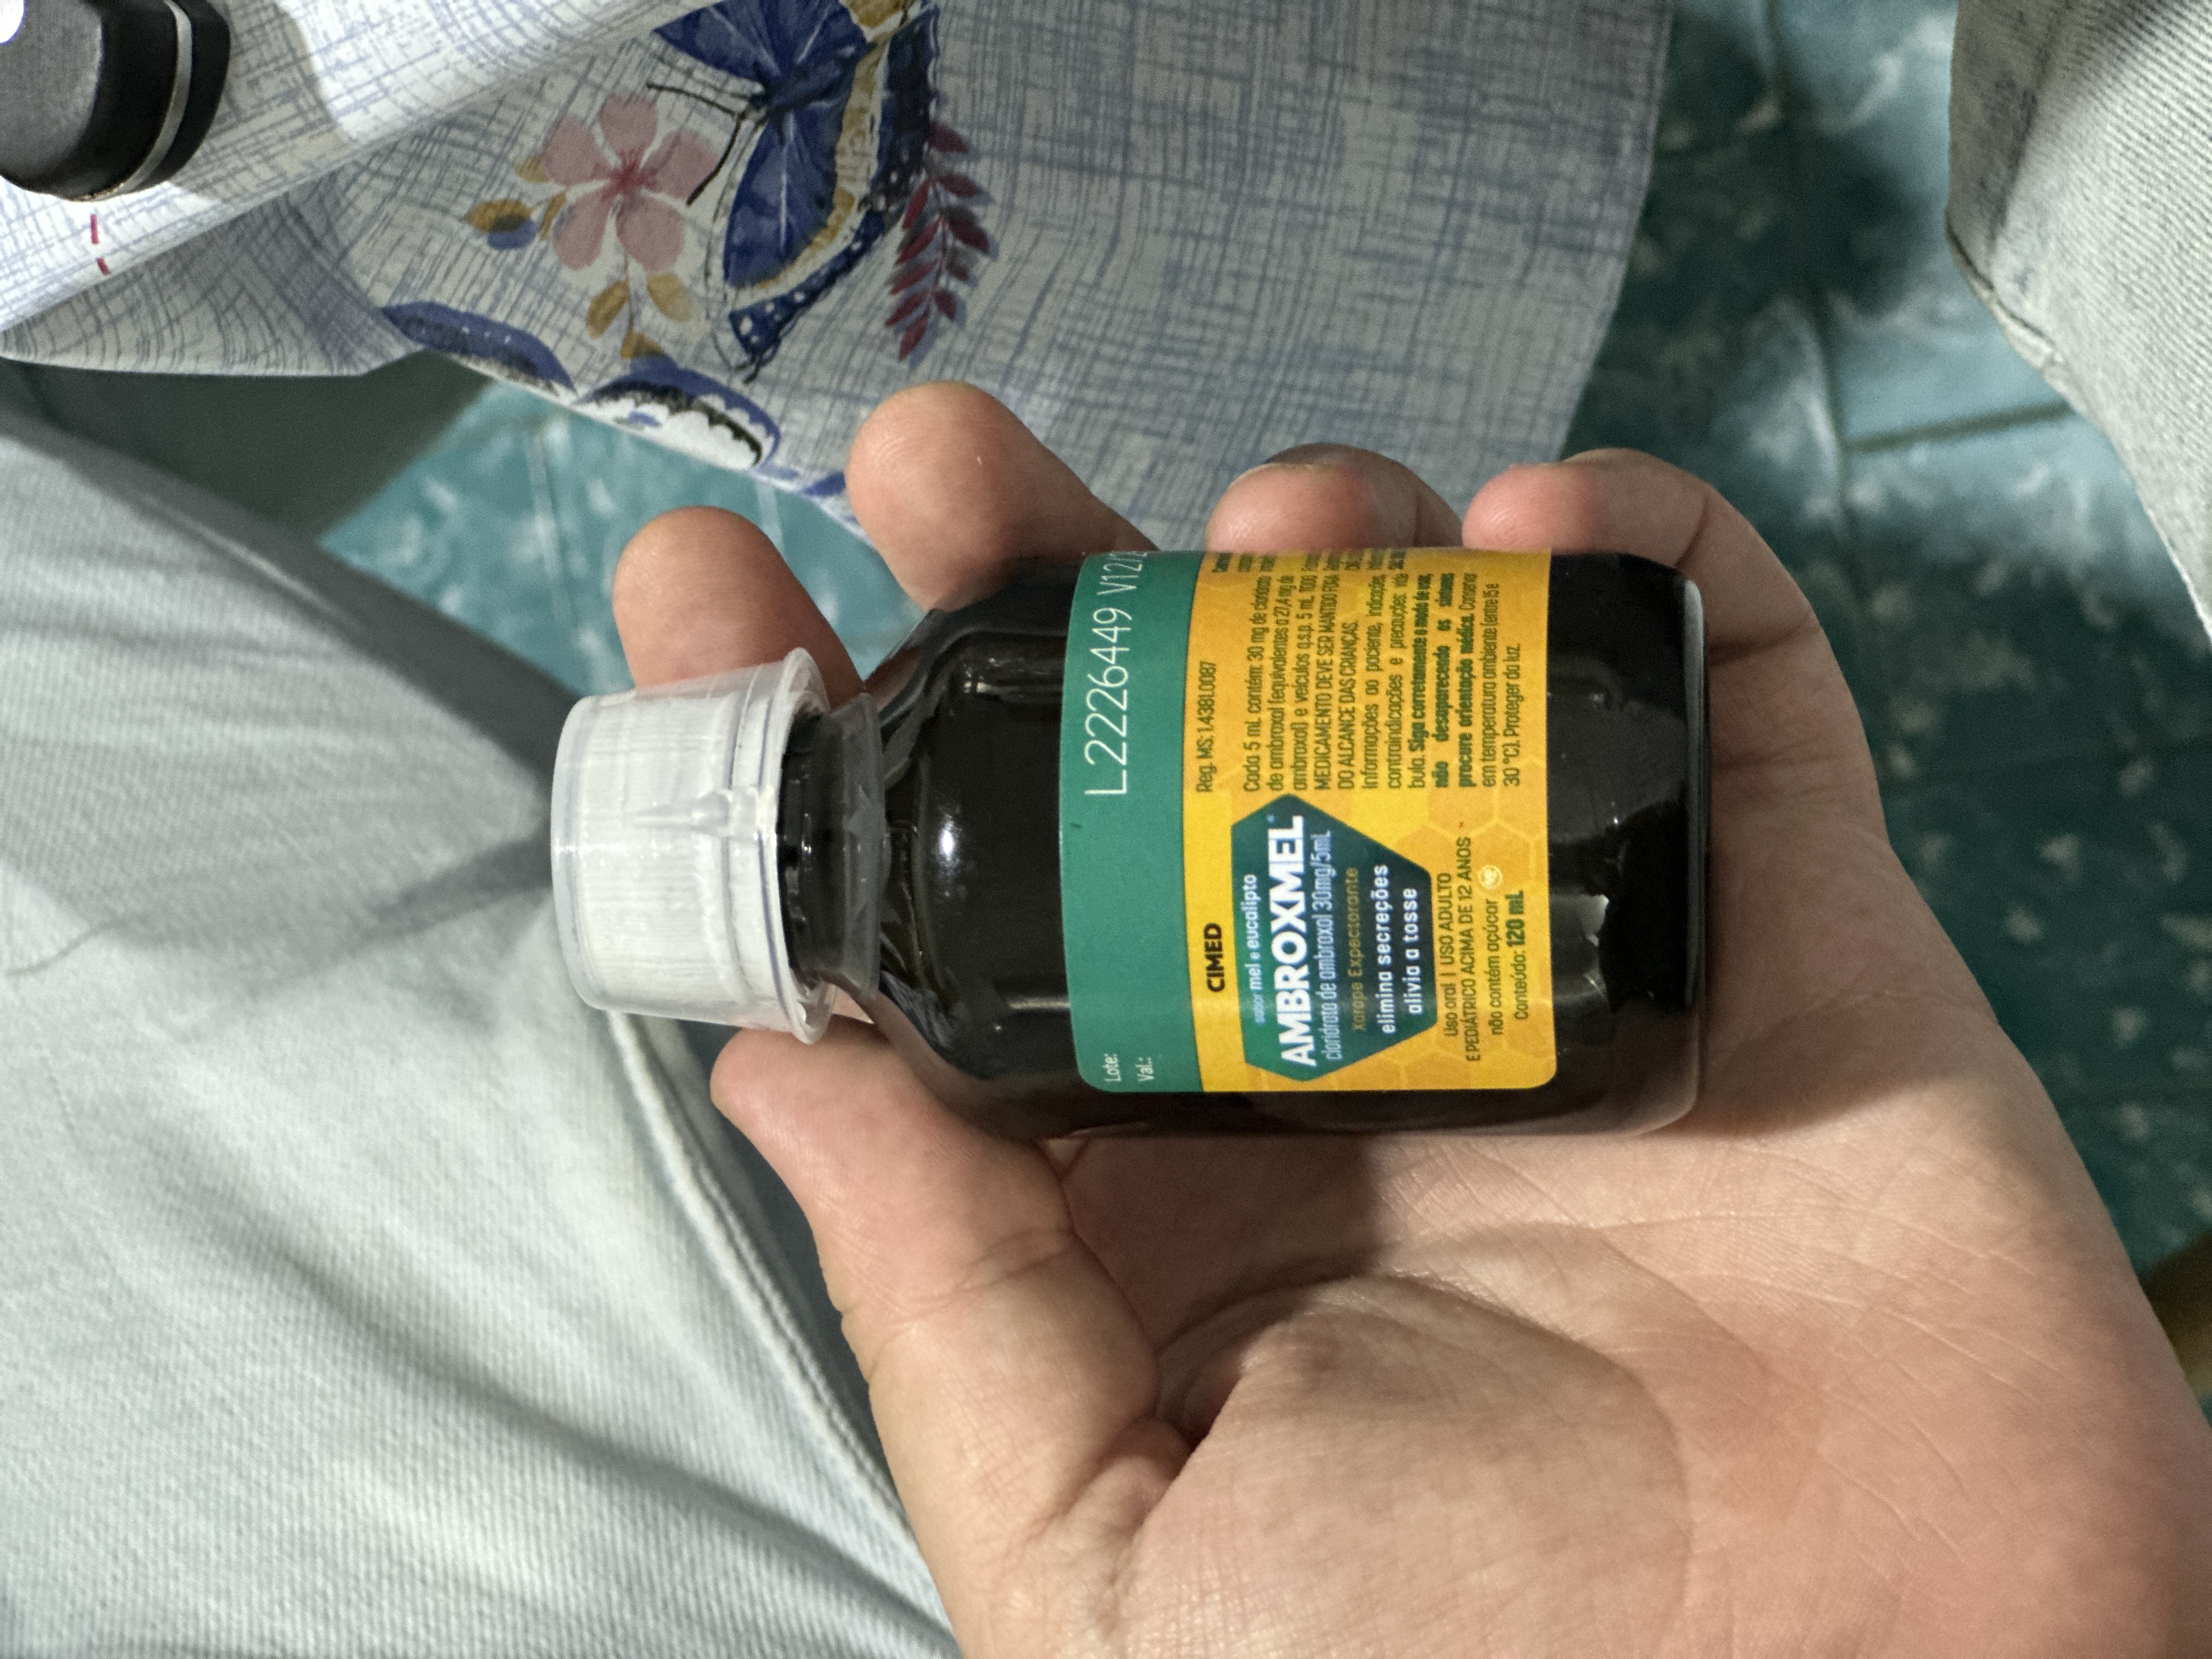 Lote:
Val.:
L2226449 V12/2
CIMED
sabor mel e eucalipto
AMBROXMEL
cloridrato de ambroxol 30mg/5mL
Xarope Expectorante
elimina secreções
alivia a tosse
Uso oral | USO ADULTO
E PEDIÁTRICO ACIMA DE 12 ANOS
não contém açúcar
Conteúdo: 120 mL
Reg. MS: 1.4381.0087
Cada 5 mL contém: 30 mg de cloridrato
de ambroxol (equivalentes a 27,4 mg de
ambroxol) e veículos q.s.p. 5 mL. TODO
MEDICAMENTO DEVE SER MANTIDO FORA
DO ALCANCE DAS CRIANÇAS.
Informações ao paciente, indicações,
contraindicações e precauções: vide
bula. Siga corretamente o modo de usar,
não desaparecendo os sintomas
procure orientação médica. Conservar
em temperatura ambiente (entre 15 e
30 °C). Proteger da luz.